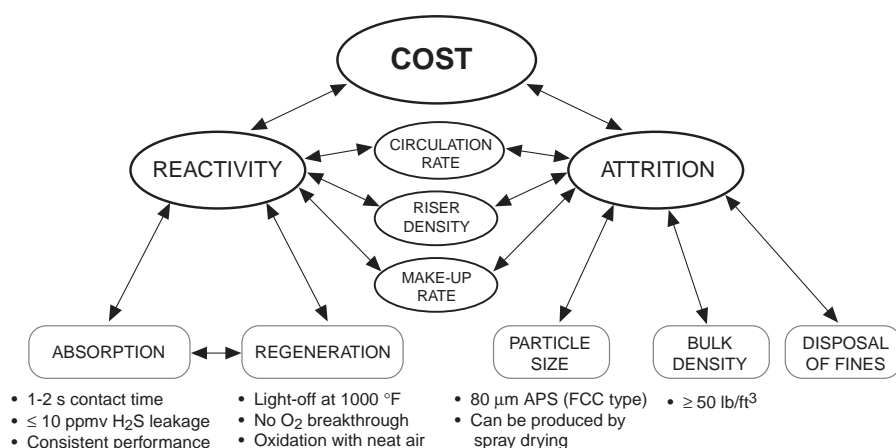 COST
CIRCULATION
RATE
REACTIVITY
ATTRITION
RISER
DENSITY
MAKE-UP
RATE
ABSORPTION
REGENERATION
PARTICLE
SIZE
BULK
DENSITY
DISPOSAL
OF FINES
• 1-2 s contact time
• ≤ 10 ppmv H₂S leakage
• Consistent performance
• Light-off at 1000 °F
• No O₂ breakthrough
• Oxidation with neat air
• 80 μm APS (FCC type)
• Can be produced by
spray drying
• ≥ 50 lb/ft³